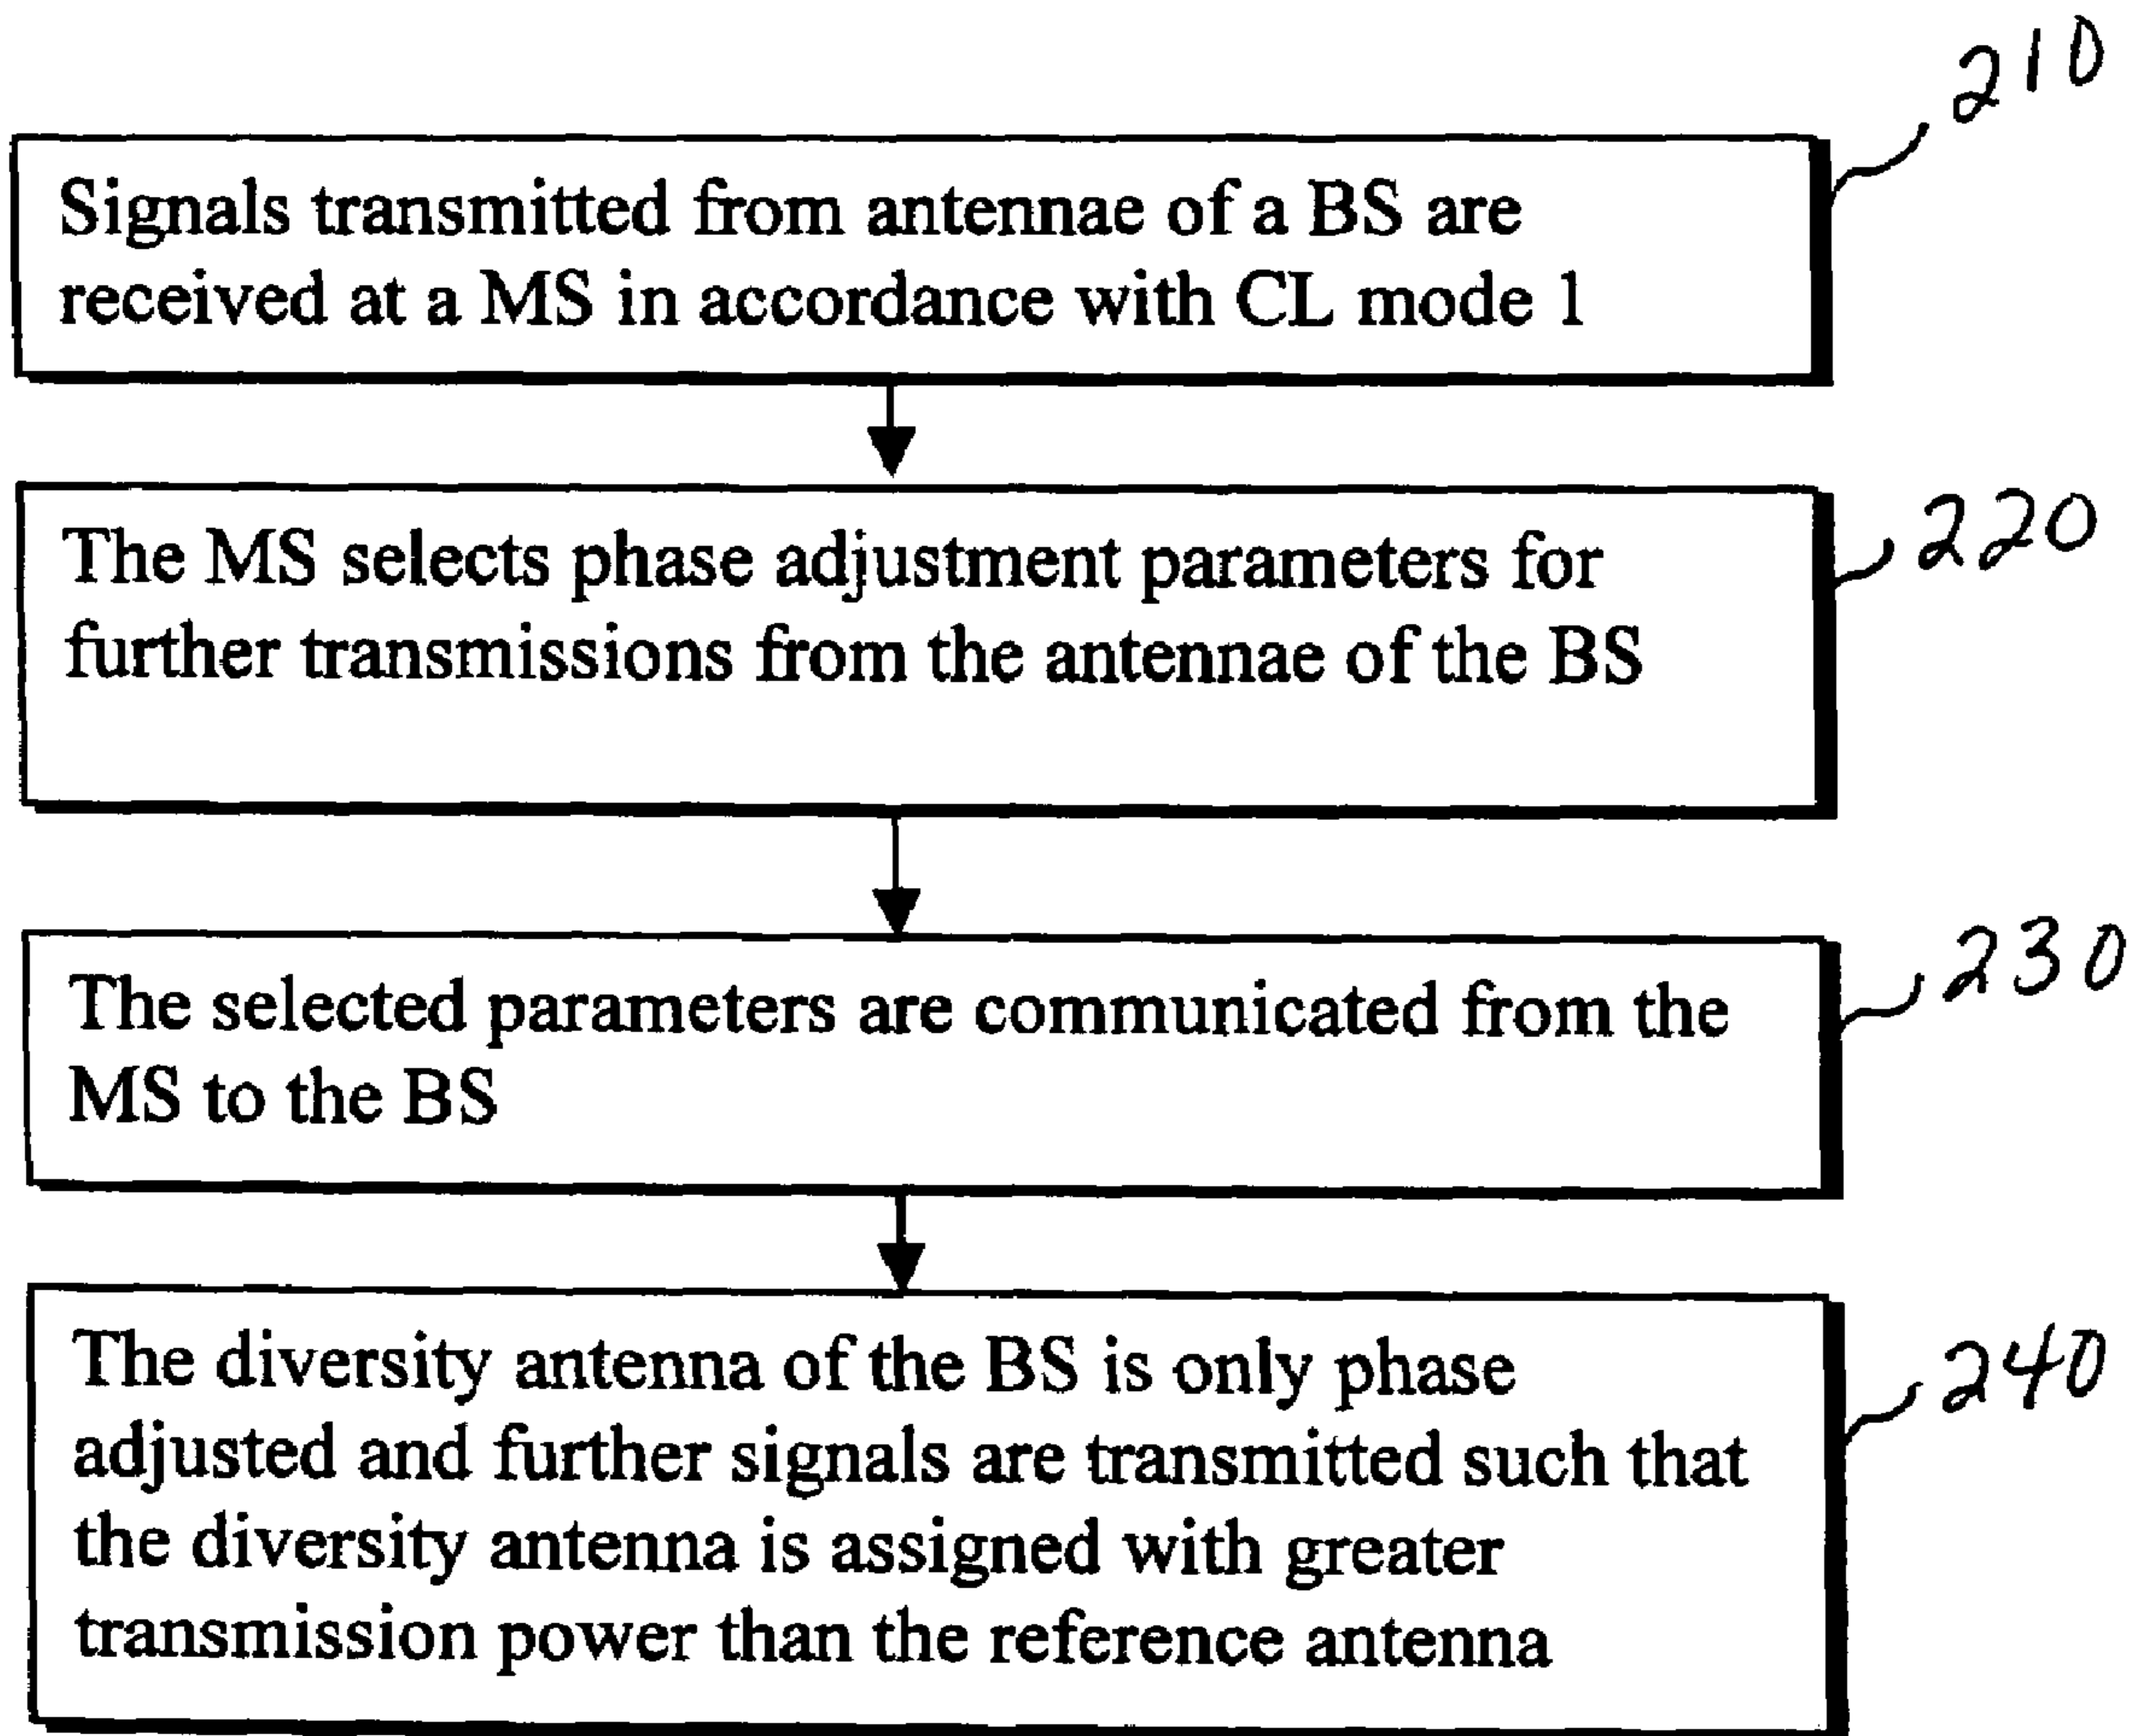 210
Signals transmitted from antennae of a BS are
received at a MS in accordance with CL mode 1
220
The MS selects phase adjustment parameters for
further transmissions from the antennae of the BS
230
The selected parameters are communicated from the
MS to the BS
240
The diversity antenna of the BS is only phase
adjusted and further signals are transmitted such that
the diversity antenna is assigned with greater
transmission power than the reference antenna